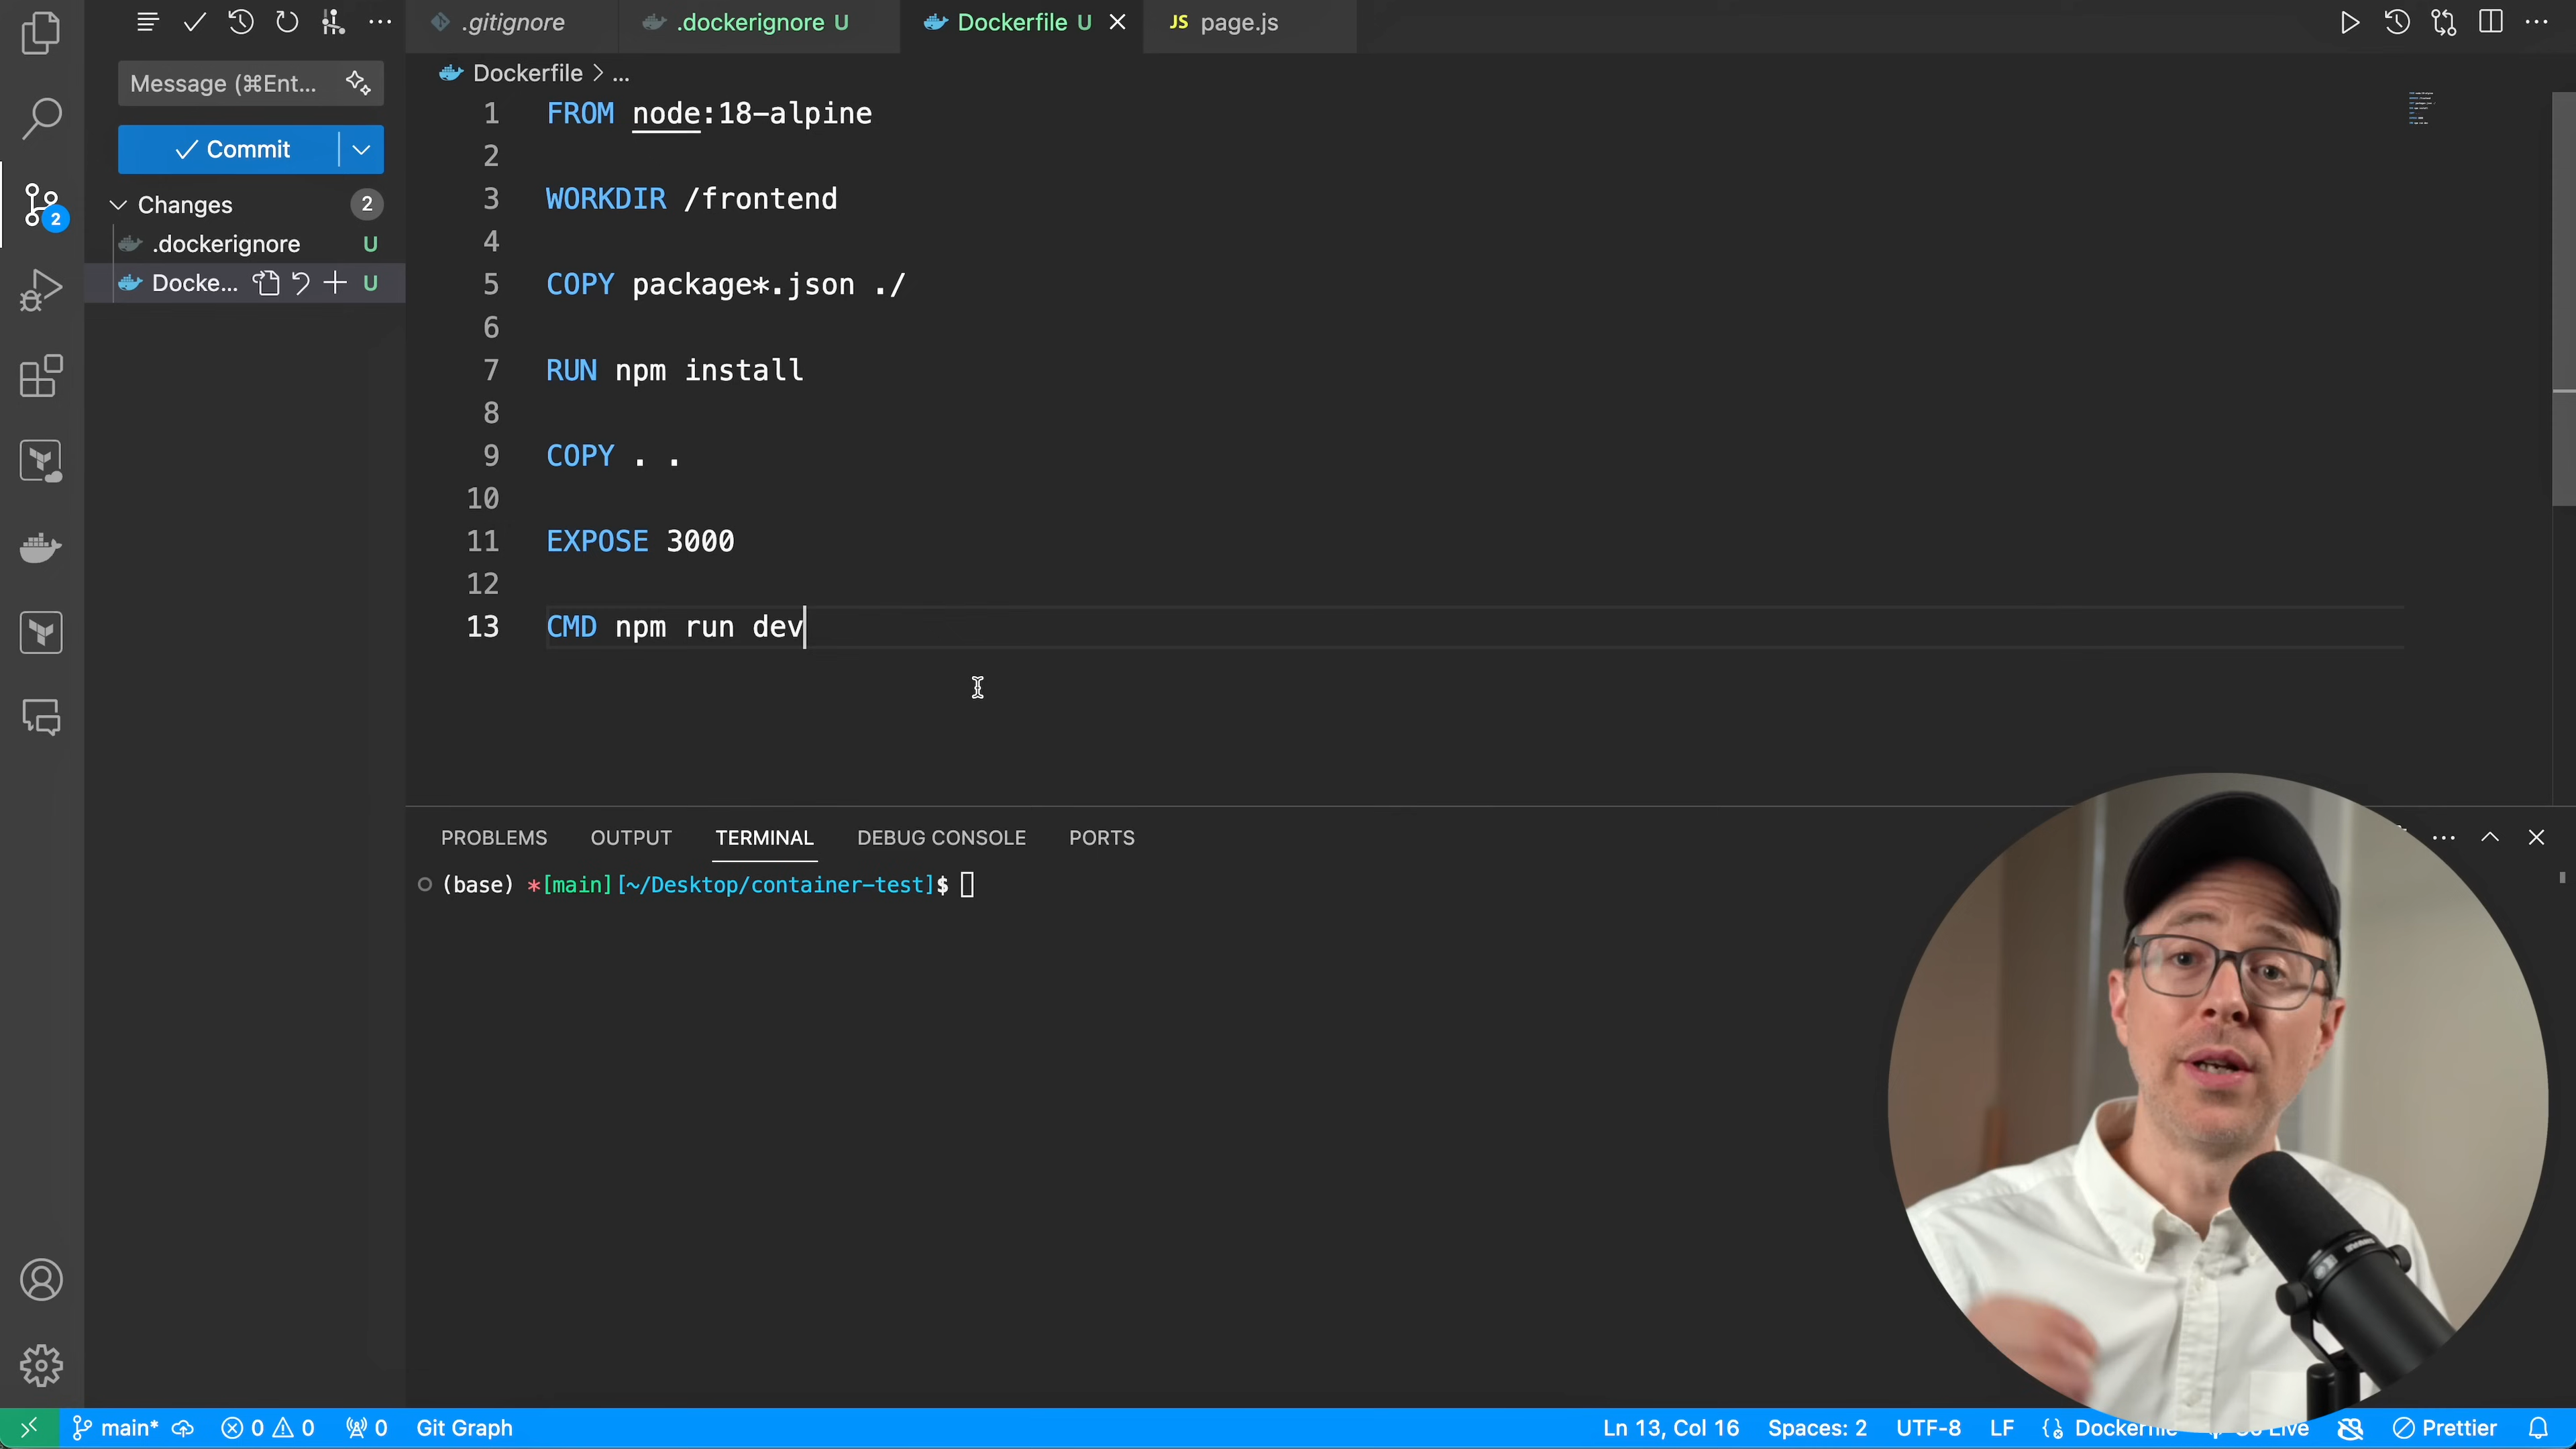 .gitignore
.dockerignore U
Dockerfile U
JS page.js
Message (⌘Ent...
Commit
Changes 2
.dockerignore U
Docke... U
2
Dockerfile > ...
1 FROM node:18-alpine
2
3 WORKDIR /frontend
4
5 COPY package*.json ./
6
7 RUN npm install
8
9 COPY . .
10
11 EXPOSE 3000
12
13 CMD npm run dev
PROBLEMS OUTPUT TERMINAL DEBUG CONSOLE PORTS
(base) *[main][~/Desktop/container-test]$
main* 0 0 0 Git Graph Ln 13, Col 16 Spaces: 2 UTF-8 LF Live Prettier